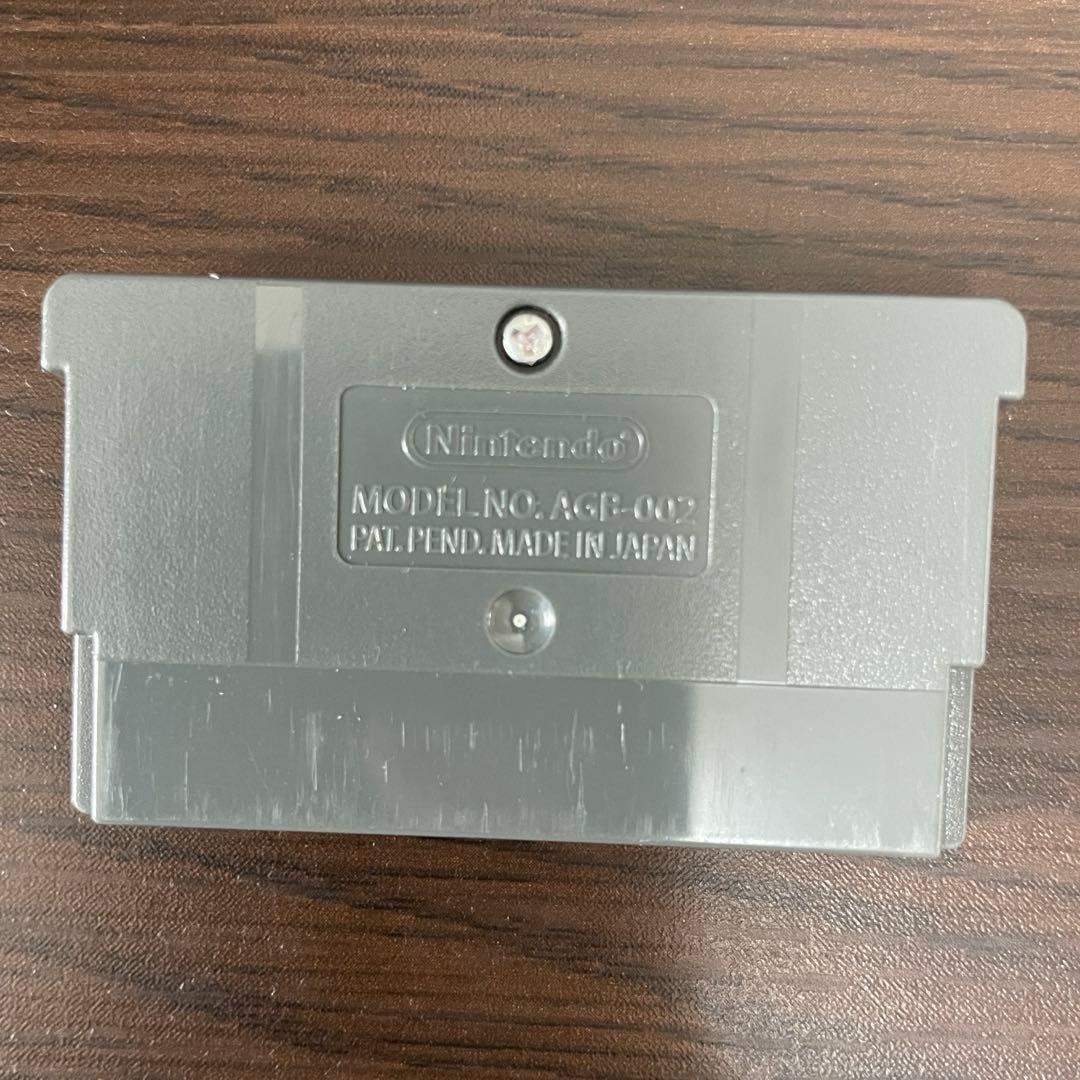 Nintendo
MODEL NO. AGB-002
PAT. PEND. MADE IN JAPAN